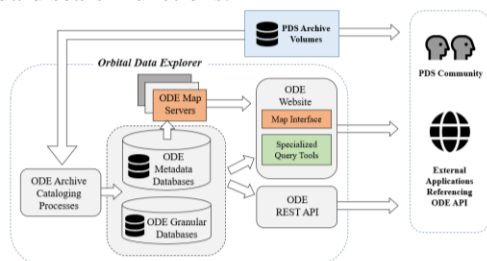 PDS Archive
Volumes
Orbital Data Explorer
PDS Community
ODE Map
Servers
ODE
Website
Map Interface
Specialized
Query Tools
ODE
Metadata
Databases
ODE Archive
Cataloging
Processes
ODE Granular
Databases
ODE
REST API
External
Applications
Referencing
ODE API